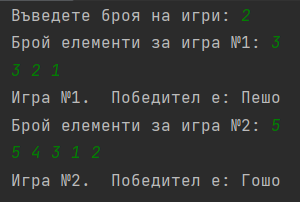 Въведете броя на игри: 2
Брой елементи за игра №1: 3
3 2 1
Игра №1.  Победител е: Пешо
Брой елементи за игра №2: 5
5 4 3 1 2
Игра №2.  Победител е: Гошо